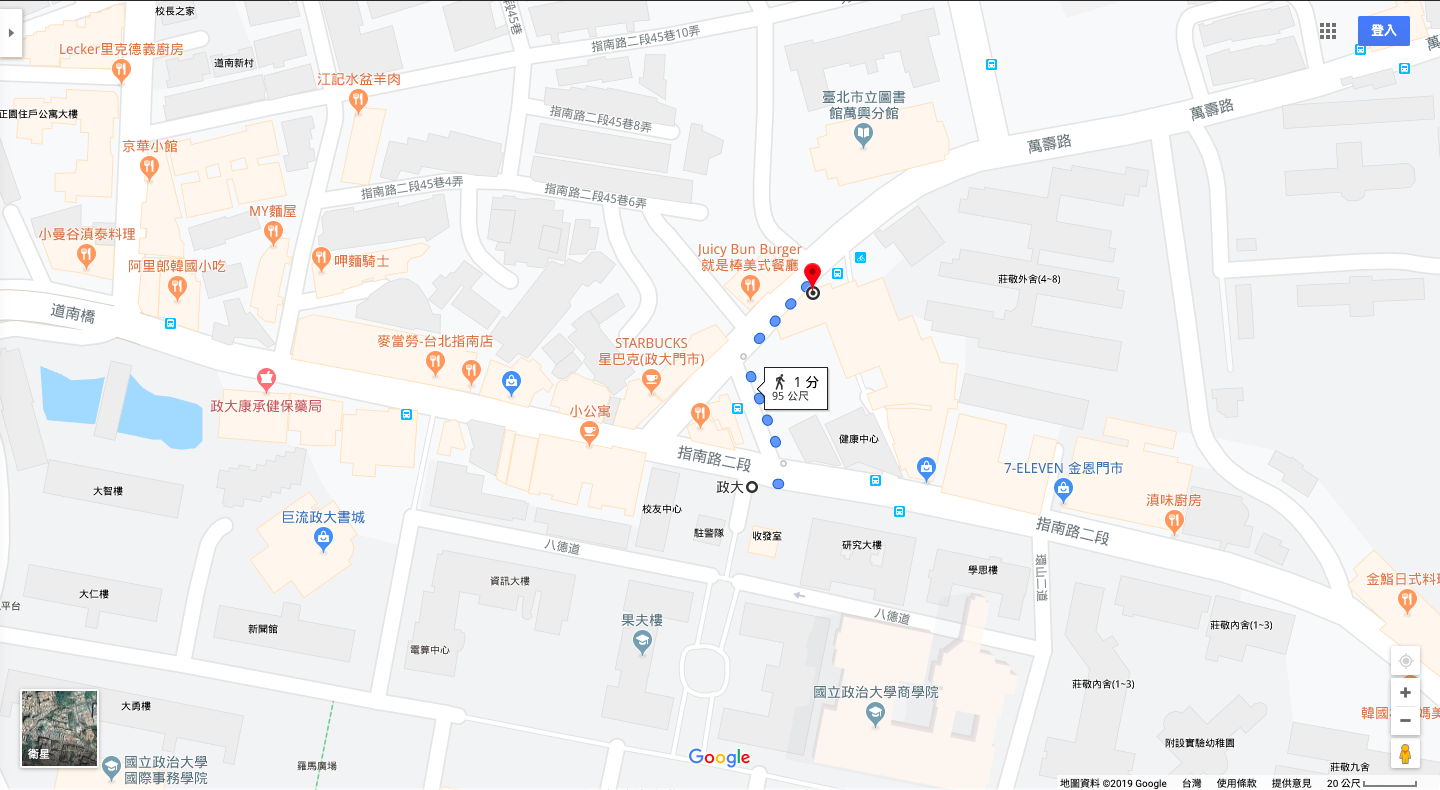 校長之家
指南路二段45巷
指南路二段45巷10弄
登入
Lecker里克德義廚房
道南新村
江記水盆羊肉
臺北市立圖書
館萬興分館
正園住戶公寓大樓
指南路二段45巷8弄
萬壽路
萬壽路
京華小館
指南路二段45巷4弄
指南路二段45巷6弄
MY麵屋
小曼谷滇泰料理
阿里郎韓國小吃
呷麵騎士
Juicy Bun Burger
就是棒美式餐廳
莊敬外舍(4~8)
道南橋
麥當勞-台北指南店
STARBUCKS
星巴克(政大門市)
1 分
95 公尺
政大康承健保藥局
小公寓
健康中心
指南路二段
7-ELEVEN 金恩門市
政大
大智樓
巨流政大書城
校友中心
滇味廚房
駐警隊
收發室
指南路二段
八德道
研究大樓
學思樓
環山二道
資訊大樓
金鮨日式料理
大仁樓
平台
果夫樓
八德道
新聞館
莊敬內舍(1~3)
電算中心
莊敬內舍(1~3)
國立政治大學商學院
大勇樓
衛星
附設實驗幼稚園
國立政治大學
國際事務學院
羅馬廣場
Google
莊敬九舍
地圖資料 ©2019 Google
台灣
使用條款
提供意見
20 公尺